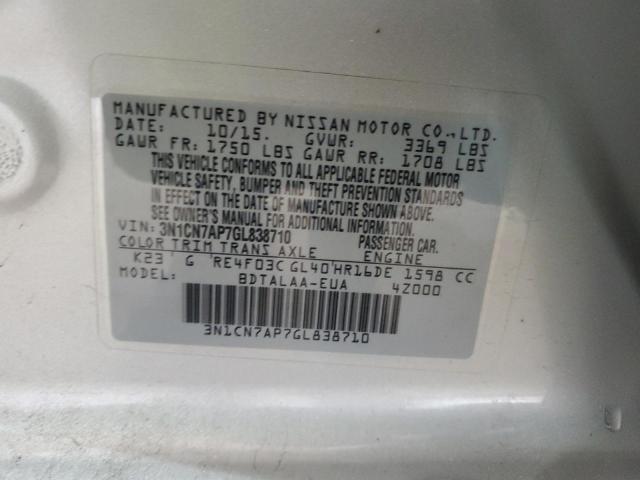 MANUFACTURED BY NISSAN MOTOR CO.,LTD.
DATE: 10/15. GVWR: 3369 LBS
GAWR FR: 1750 LBS GAWR RR: 1708 LBS
THIS VEHICLE CONFORMS TO ALL APPLICABLE FEDERAL MOTOR
VEHICLE SAFETY, BUMPER AND THEFT PREVENTION STANDARDS
IN EFFECT ON THE DATE OF MANUFACTURE SHOWN ABOVE.
SEE OWNER'S MANUAL FOR ADDITIONAL INFORMATION.
VIN: 3N1CN7AP7GL838710 PASSENGER CAR.
COLOR TRIM TRANS AXLE ENGINE
K23 G RE4F03C GL40 HR16DE 1598 CC
MODEL: BDTALAA-EUA 4Z000
3N1CN7AP7GL838710